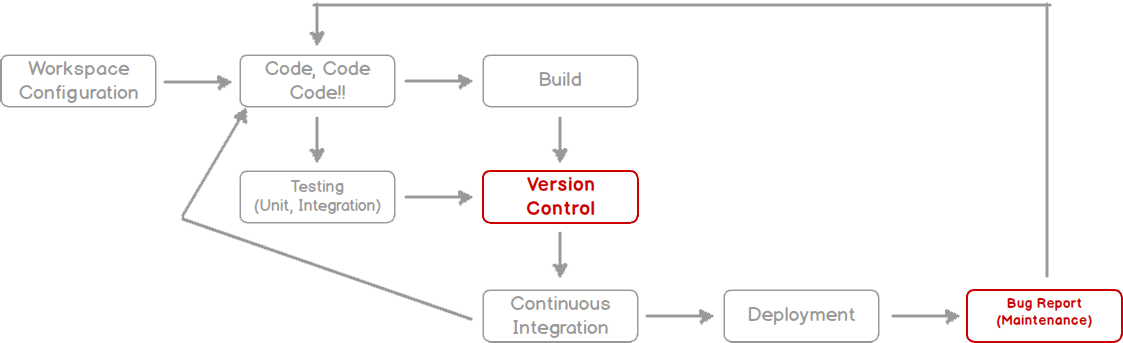 Workspace
Configuration
Code, Code
Code!!
Build
Testing
(Unit, Integration)
Version
Control
Continuous
Integration
Deployment
Bug Report
(Maintenance)